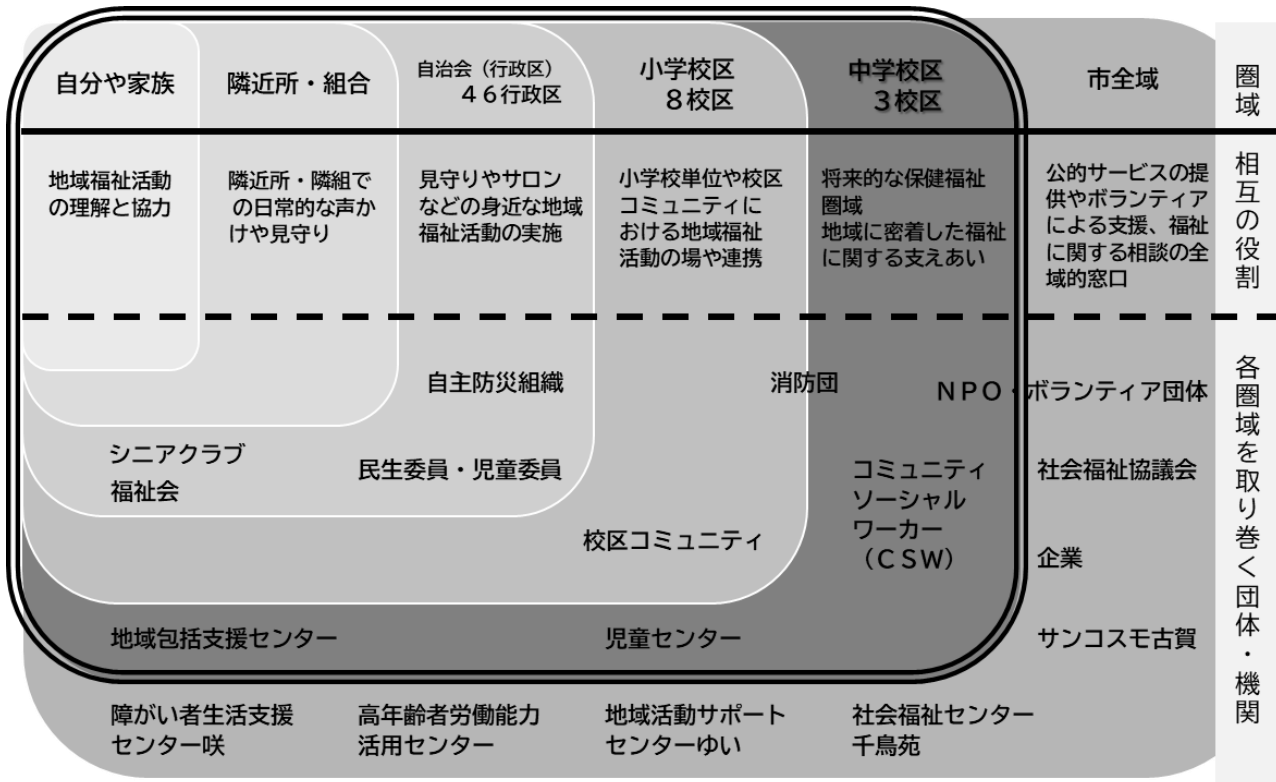 自分や家族
隣近所・組合
自治会（行政区）
４６行政区
小学校区
８校区
中学校区
３校区
市全域
圏域
地域福祉活動
の理解と協力
隣近所・隣組で
の日常的な声か
けや見守り
見守りやサロン
などの身近な地域
福祉活動の実施
小学校単位や校区
コミュニティに
おける地域福祉
活動の場や連携
将来的な保健福祉
圏域
地域に密着した福祉
に関する支えあい
公的サービスの提
供やボランティア
による支援、福祉
に関する相談の全
域的窓口
相互の役割
自主防災組織
消防団
ＮＰＯ・ボランティア団体
シニアクラブ
福祉会
民生委員・児童委員
コミュニティ
ソーシャル
ワーカー
（ＣＳＷ）
社会福祉協議会
校区コミュニティ
企業
地域包括支援センター
児童センター
サンコスモ古賀
障がい者生活支援
センター咲
高年齢者労働能力
活用センター
地域活動サポート
センターゆい
社会福祉センター
千鳥苑
各圏域を取り巻く団体・機関